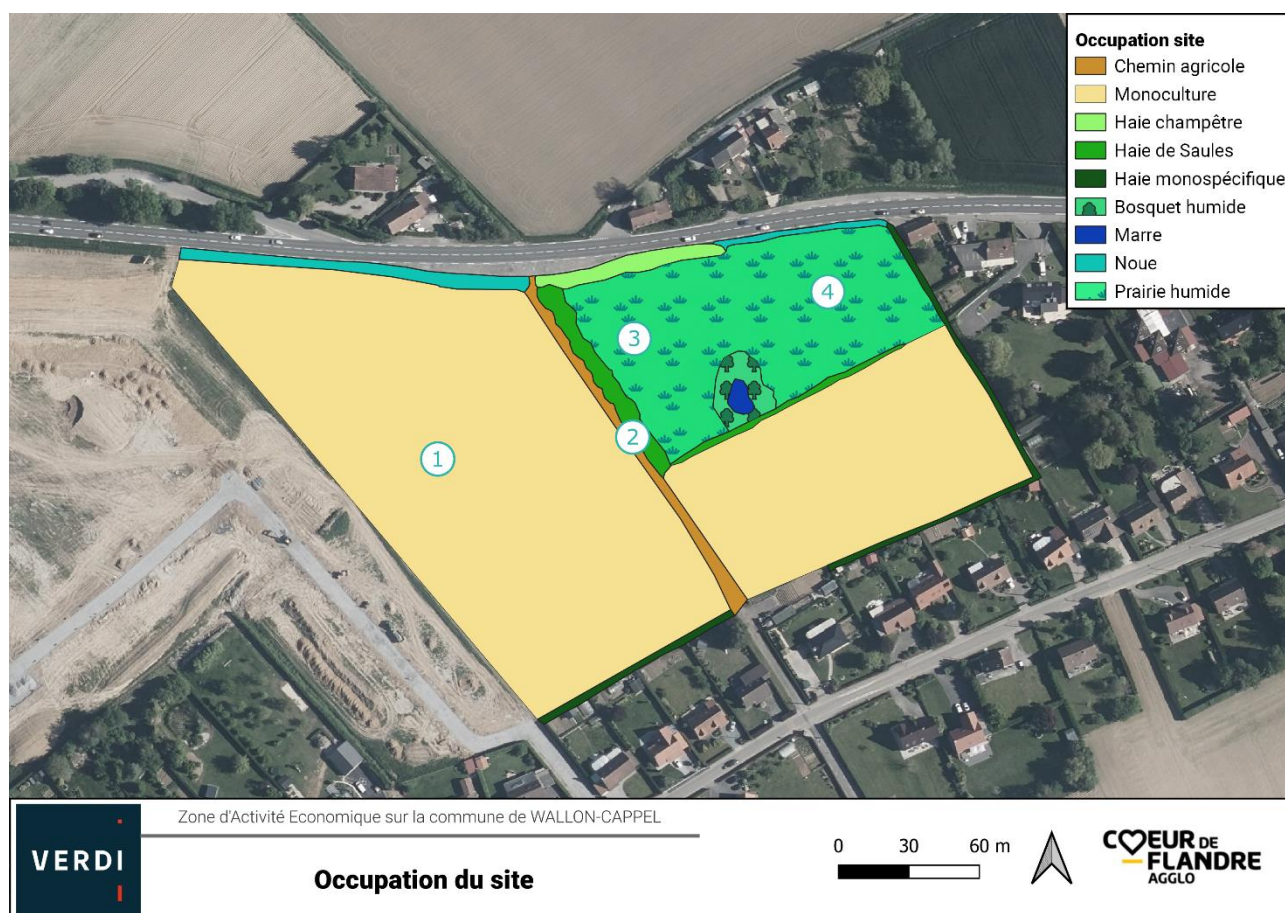 Occupation site
Chemin agricole
Monoculture
Haie champêtre
Haie de Saules
Haie monospécifique
Bosquet humide
Marre
Noue
Prairie humide
1
2
3
4
VERDI
Zone d'Activité Economique sur la commune de WALLON-CAPPEL
Occupation du site
0 30 60 m
CŒUR DE
FLANDRE
AGGLO